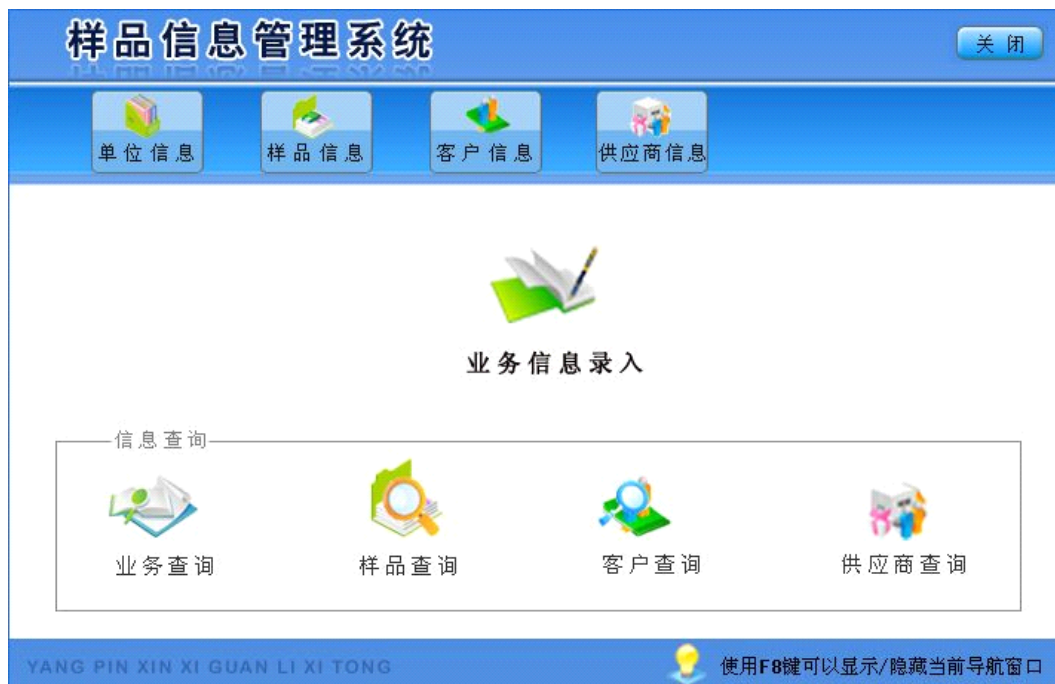 样品信息管理系统
关 闭
单位信息 样品信息 客户信息 供应商信息
业务信息录入
信息查询
业务查询 样品查询 客户查询 供应商查询
YANG PIN XIN XI GUAN LI XI TONG
使用F8键可以显示/隐藏当前导航窗口